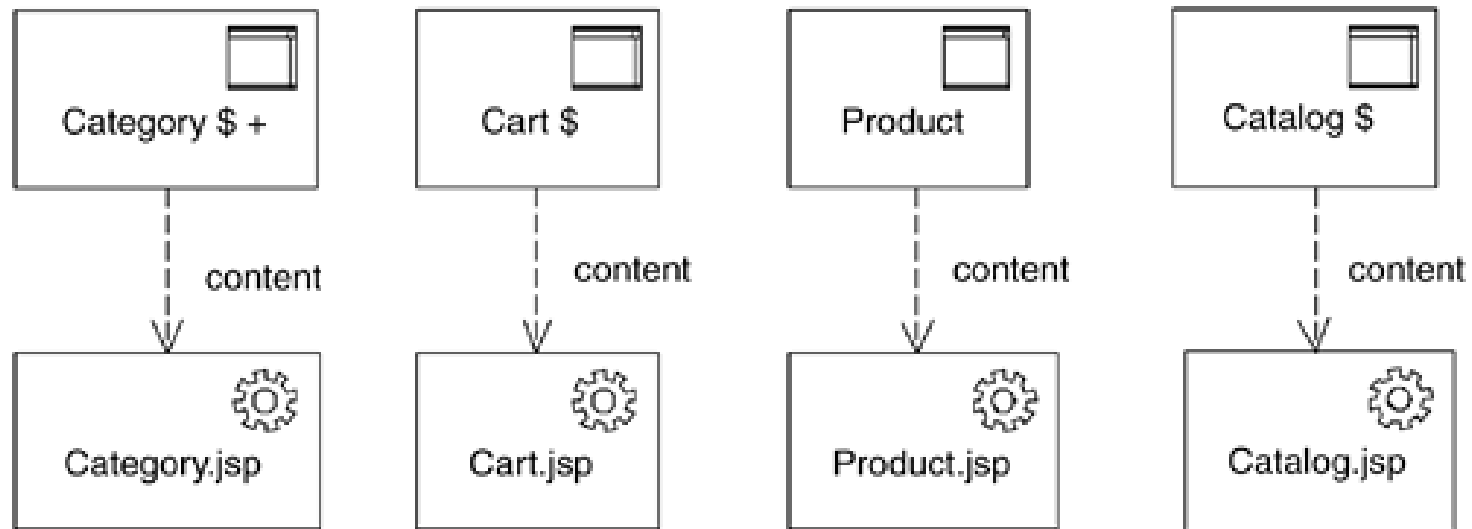 Category $ +
Cart $
Product
Catalog $
content
content
content
content
Category.jsp
Cart.jsp
Product.jsp
Catalog.jsp